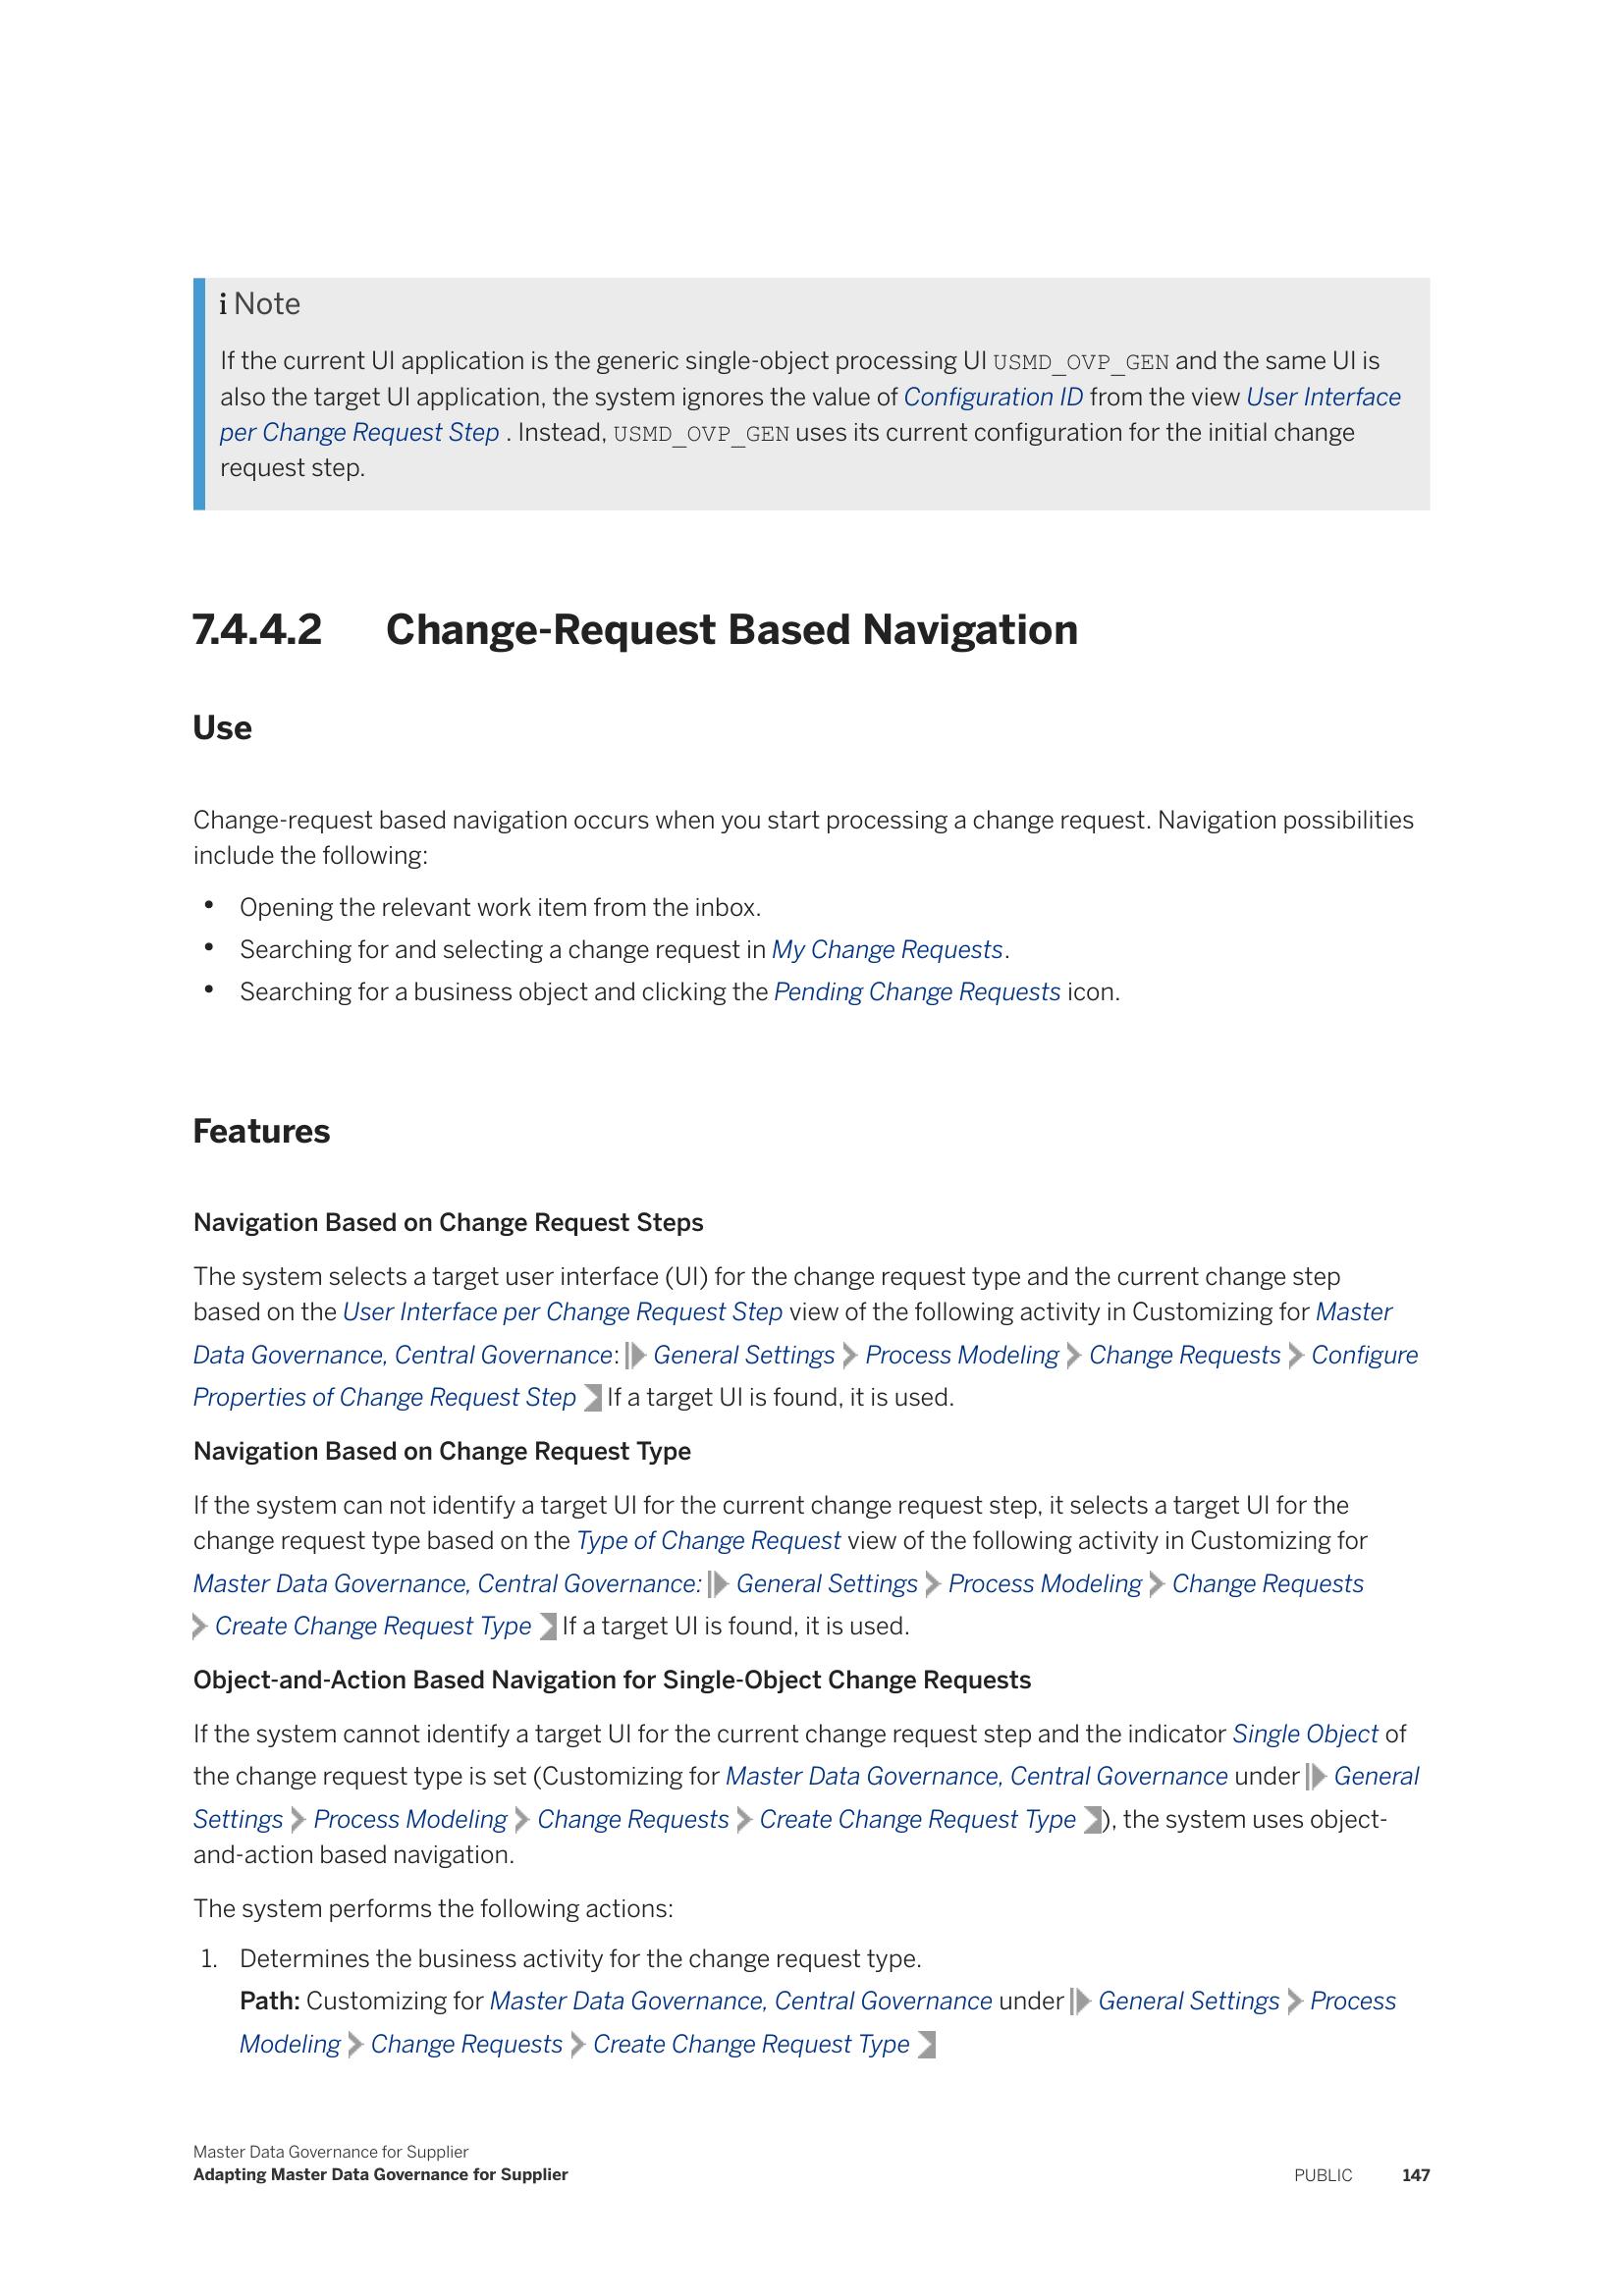 i Note
If the current UI application is the generic single-object processing UI USMD_OVP_GEN and the same UI is
also the target UI application, the system ignores the value of Configuration ID from the view User Interface
per Change Request Step . Instead, USMD_OVP_GEN uses its current configuration for the initial change
request step.
7.4.4.2 Change-Request Based Navigation
Use
Change-request based navigation occurs when you start processing a change request. Navigation possibilities
include the following:
• Opening the relevant work item from the inbox.
• Searching for and selecting a change request in My Change Requests.
• Searching for a business object and clicking the Pending Change Requests icon.
Features
Navigation Based on Change Request Steps
The system selects a target user interface (UI) for the change request type and the current change step
based on the User Interface per Change Request Step view of the following activity in Customizing for Master
Data Governance, Central Governance: General Settings Process Modeling Change Requests Configure
Properties of Change Request Step If a target UI is found, it is used.
Navigation Based on Change Request Type
If the system can not identify a target UI for the current change request step, it selects a target UI for the
change request type based on the Type of Change Request view of the following activity in Customizing for
Master Data Governance, Central Governance: General Settings Process Modeling Change Requests
Create Change Request Type If a target UI is found, it is used.
Object-and-Action Based Navigation for Single-Object Change Requests
If the system cannot identify a target UI for the current change request step and the indicator Single Object of
the change request type is set (Customizing for Master Data Governance, Central Governance under General
Settings Process Modeling Change Requests Create Change Request Type ), the system uses object-
and-action based navigation.
The system performs the following actions:
1. Determines the business activity for the change request type.
Path: Customizing for Master Data Governance, Central Governance under General Settings Process
Modeling Change Requests Create Change Request Type
Master Data Governance for Supplier
Adapting Master Data Governance for Supplier
PUBLIC 147